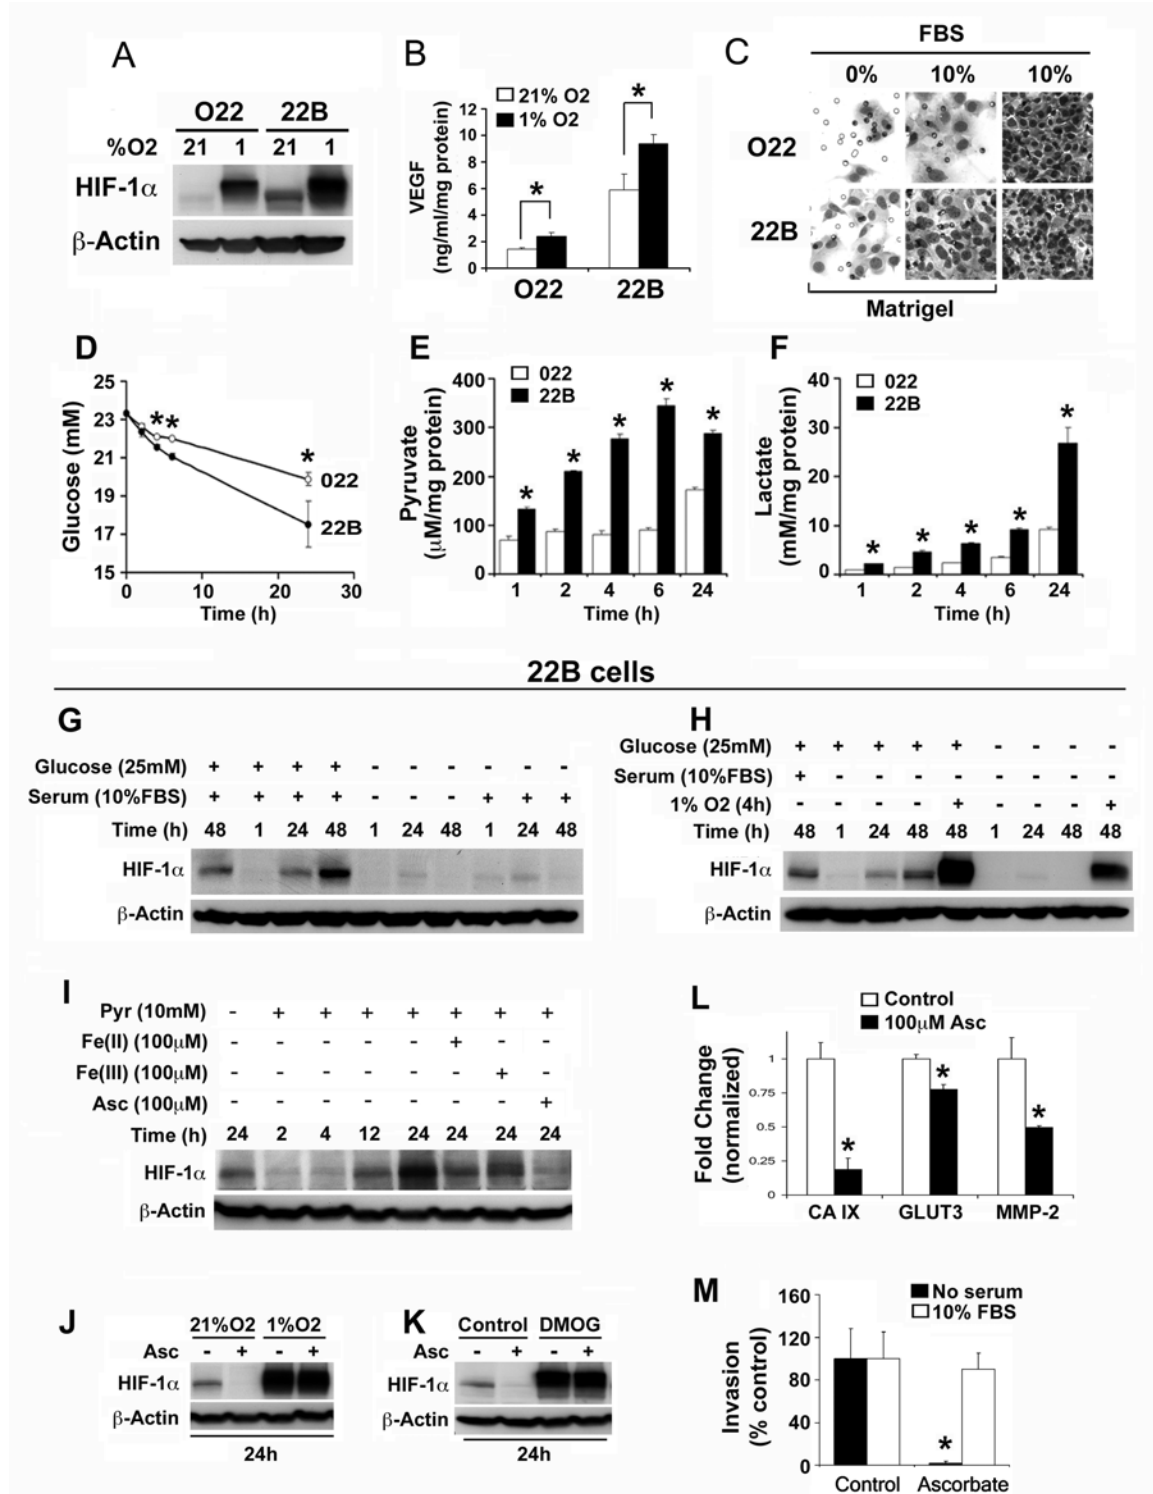 A
O22 22B
%O2 21 1 21 1
HIF-1α
β-Actin
B
21% O2
1% O2
VEGF
(ng/ml/mg protein)
12
10
8
6
4
2
0
*
*
O22 22B
C
FBS
0% 10% 10%
O22
22B
Matrigel
D
Glucose (mM)
25
23
21
19
17
15
* *
*
022
22B
0 10 20 30
Time (h)
E
022
22B
Pyruvate
(μM/mg protein)
400
300
200
100
0
* * * * *
1 2 4 6 24
Time (h)
F
022
22B
Lactate
(mM/mg protein)
40
30
20
10
0
* * * * *
1 2 4 6 24
Time (h)
22B cells
G
Glucose (25mM) + + + + - - - - - -
Serum (10%FBS) + + + + - - - + + +
Time (h) 48 1 24 48 1 24 48 1 24 48
HIF-1α
β-Actin
H
Glucose (25mM) + + + + + - - - -
Serum (10%FBS) + - - - - - - - -
1% O2 (4h) - - - - + - - - +
Time (h) 48 1 24 48 48 1 24 48 48
HIF-1α
β-Actin
I
Pyr (10mM) - + + + + + + +
Fe(II) (100μM) - - - - - + - -
Fe(III) (100μM) - - - - - - + -
Asc (100μM) - - - - - - - +
Time (h) 24 2 4 12 24 24 24 24
HIF-1α
β-Actin
L
Control
100μM Asc
Fold Change
(normalized)
1
0.75
0.5
0.25
0
* * *
CA IX GLUT3 MMP-2
J
21%O2 1%O2
Asc - + - +
HIF-1α
β-Actin
24h
K
Control DMOG
Asc - + - +
HIF-1α
β-Actin
24h
M
No serum
10% FBS
Invasion
(% control)
160
120
80
40
0
*
Control Ascorbate